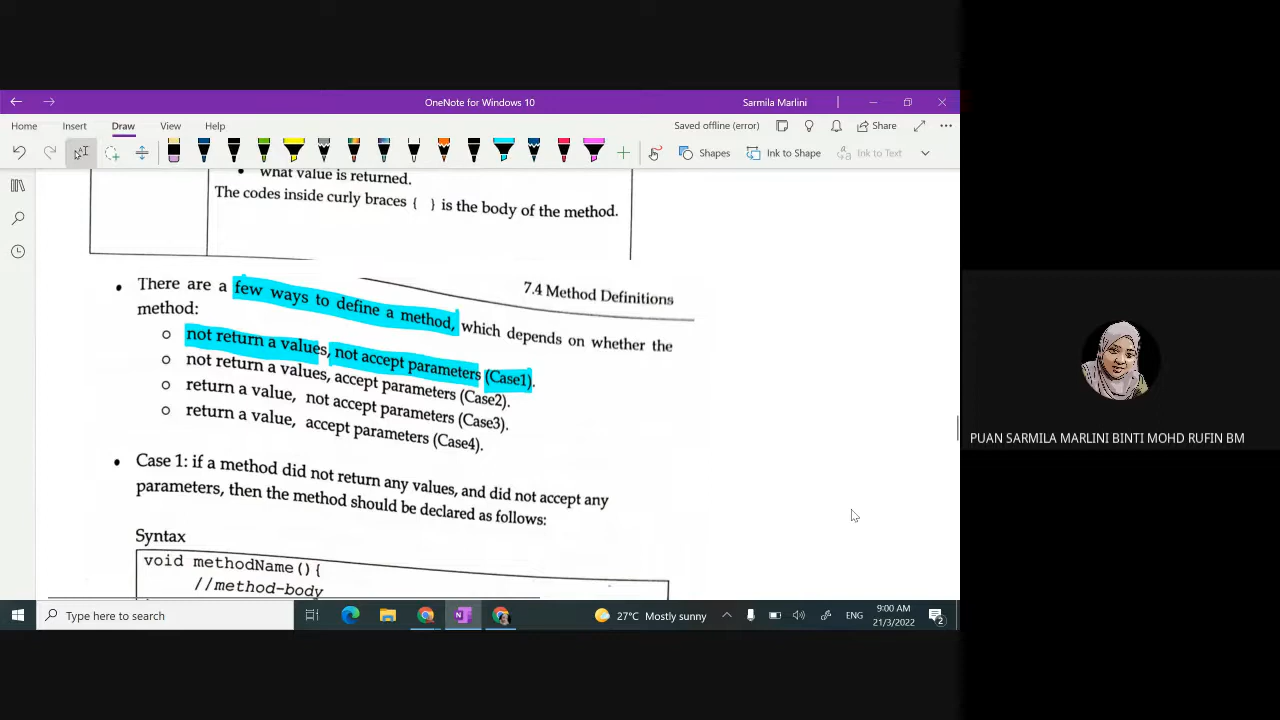 OneNote for Windows 10
Sarmila Marlini
Home Insert Draw View Help
Saved offline (error)
Share
Shapes
Ink to Shape
Ink to Text
what value is returned.
The codes inside curly braces { } is the body of the method.
7.4 Method Definitions
There are a few ways to define a method, which depends on whether the
method:
not return a values, not accept parameters (Case1).
not return a values, accept parameters (Case2).
return a value, not accept parameters (Case3).
return a value, accept parameters (Case4).
Case 1: if a method did not return any values, and did not accept any
parameters, then the method should be declared as follows:
Syntax
void methodName(){
//method-body
PUAN SARMILA MARLINI BINTI MOHD RUFIN BM
Type here to search
27°C Mostly sunny
ENG
9:00 AM
21/3/2022
2